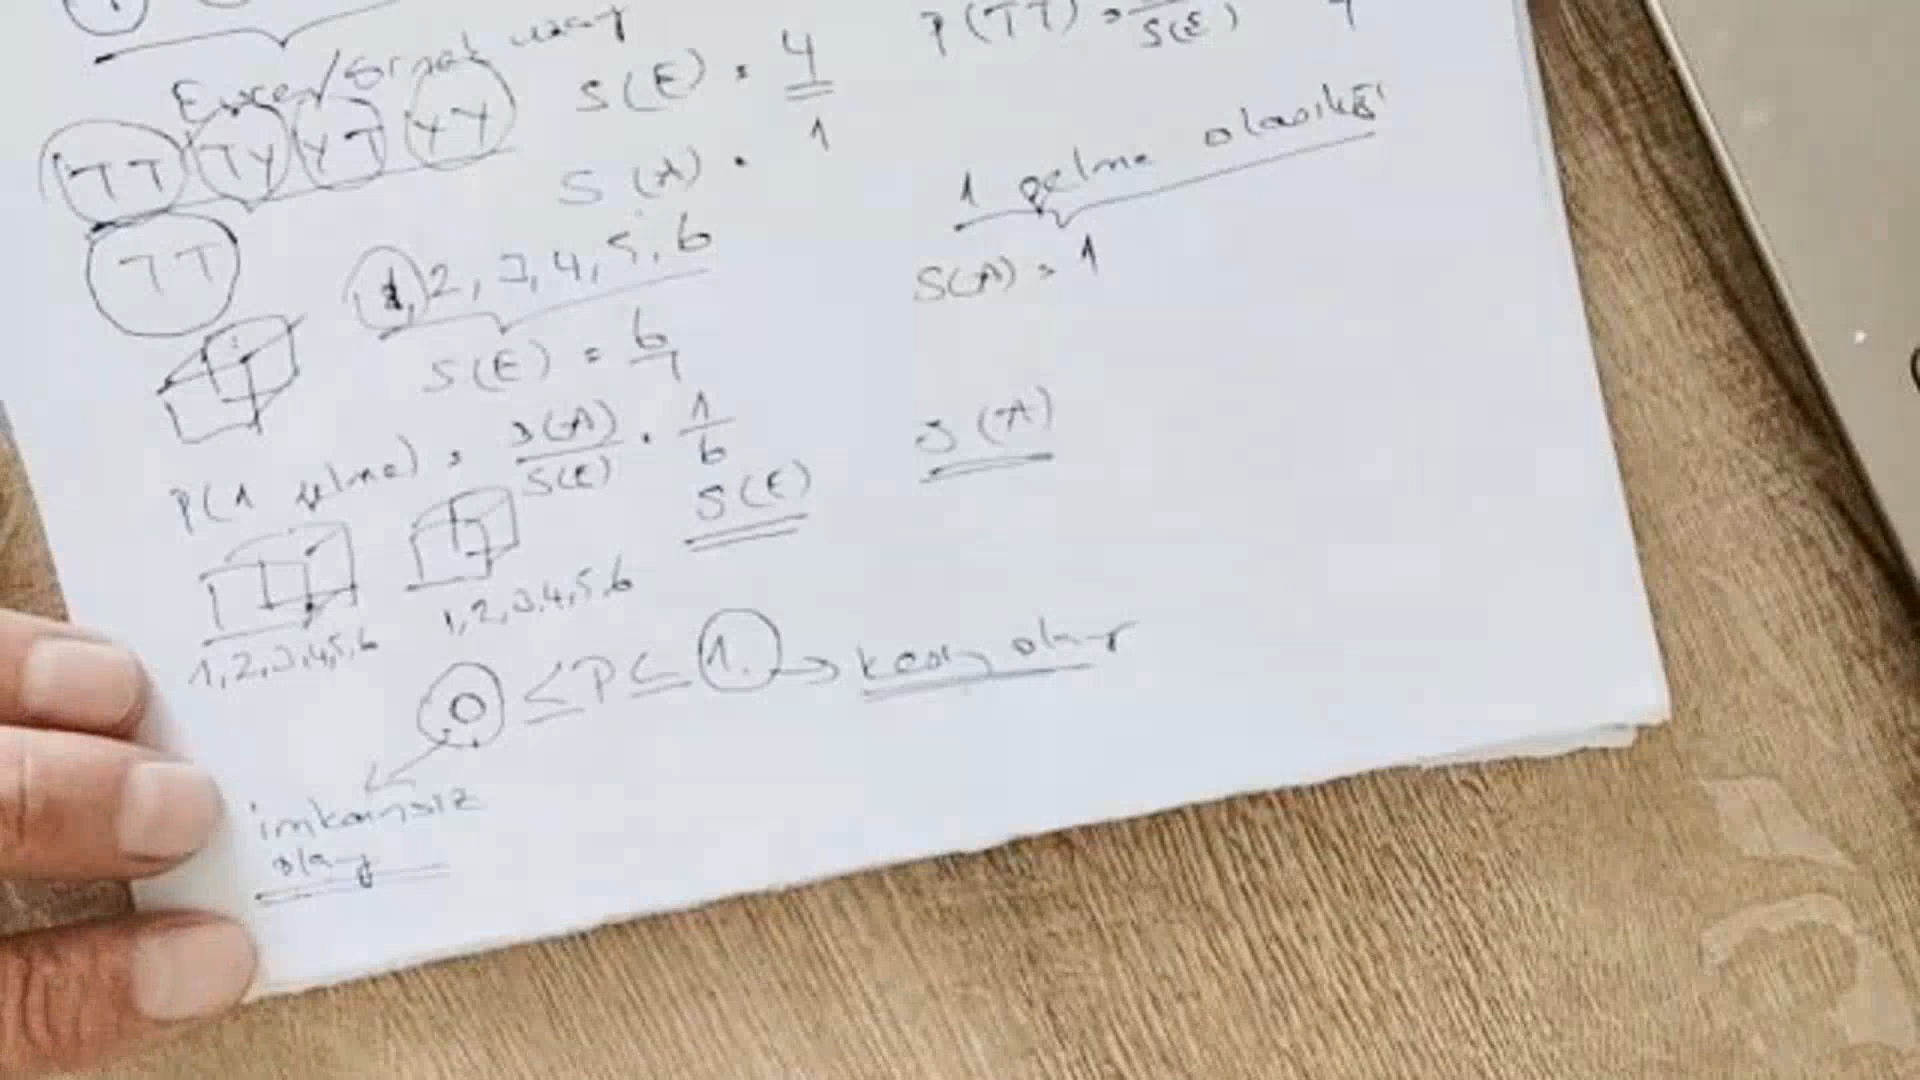 P(TT) = S(E)
Evren/örnek uzay
S(E) = 4
TT TY YT YY
S(A) = 1
1 gelme olasılığı
TT
1, 2, 3, 4, 5, 6
S(A) = 1
S(E) = 6
P(1 gelme) = S(A)/S(E) = 1/6
S(E)
S(A)
1,2,3,4,5,6
1,2,3,4,5,6
0 ≤ P ≤ 1 → kesin olay
imkansız
olay